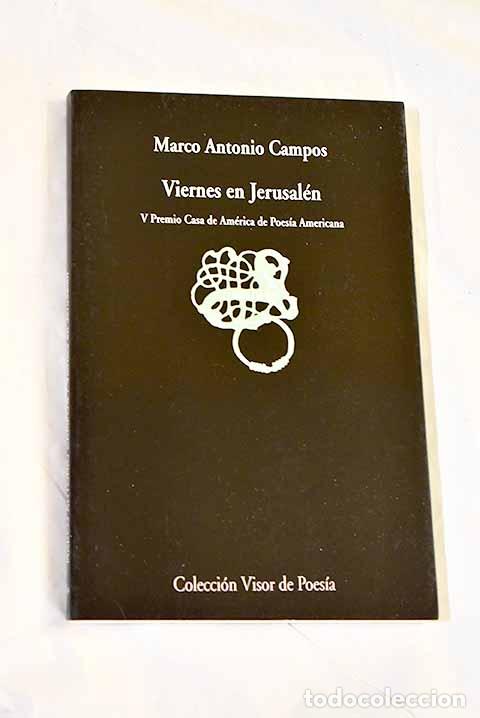 Marco Antonio Campos
Viernes en Jerusalén
V Premio Casa de América de Poesía Americana
Colección Visor de Poesía
todocoleccion